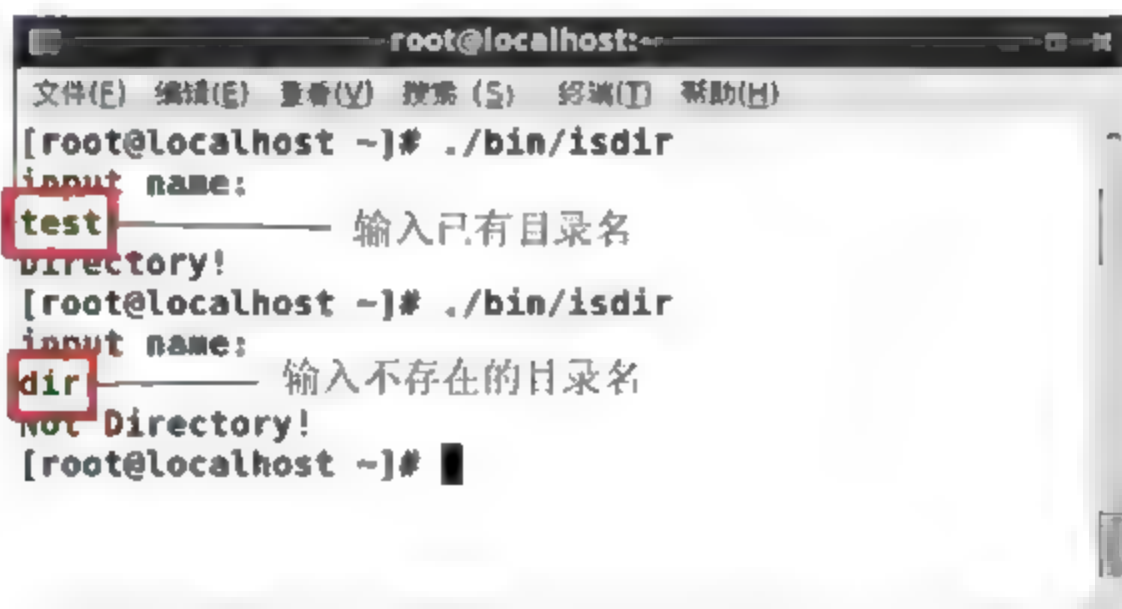 root@localhost:~
文件(F) 编辑(E) 查看(V) 搜索 (S) 终端(T) 帮助(H)
[root@localhost ~]# ./bin/isdir
input name:
test 输入已有目录名
Directory!
[root@localhost ~]# ./bin/isdir
input name:
dir 输入不存在的目录名
Not Directory!
[root@localhost ~]#